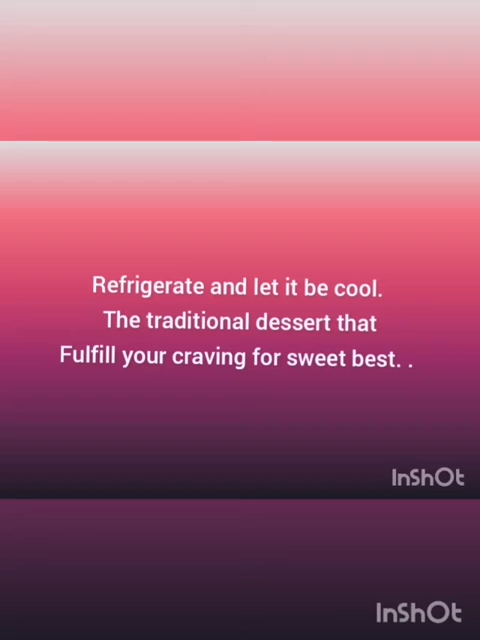 Refrigerate and let it be cool.
The traditional dessert that
Fulfill your craving for sweet best. .
InShOt
InShOt